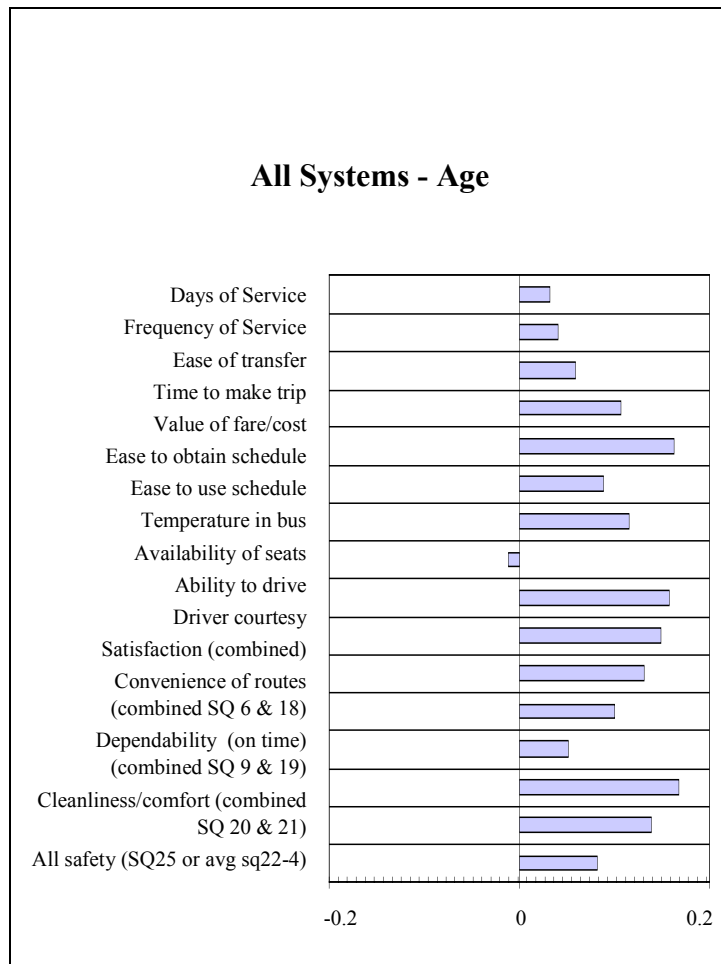 All Systems - Age
Days of Service
Frequency of Service
Ease of transfer
Time to make trip
Value of fare/cost
Ease to obtain schedule
Ease to use schedule
Temperature in bus
Availability of seats
Ability to drive
Driver courtesy
Satisfaction (combined)
Convenience of routes
(combined SQ 6 & 18)
Dependability (on time)
(combined SQ 9 & 19)
Cleanliness/comfort (combined
SQ 20 & 21)
All safety (SQ25 or avg sq22-4)
-0.2 0 0.2